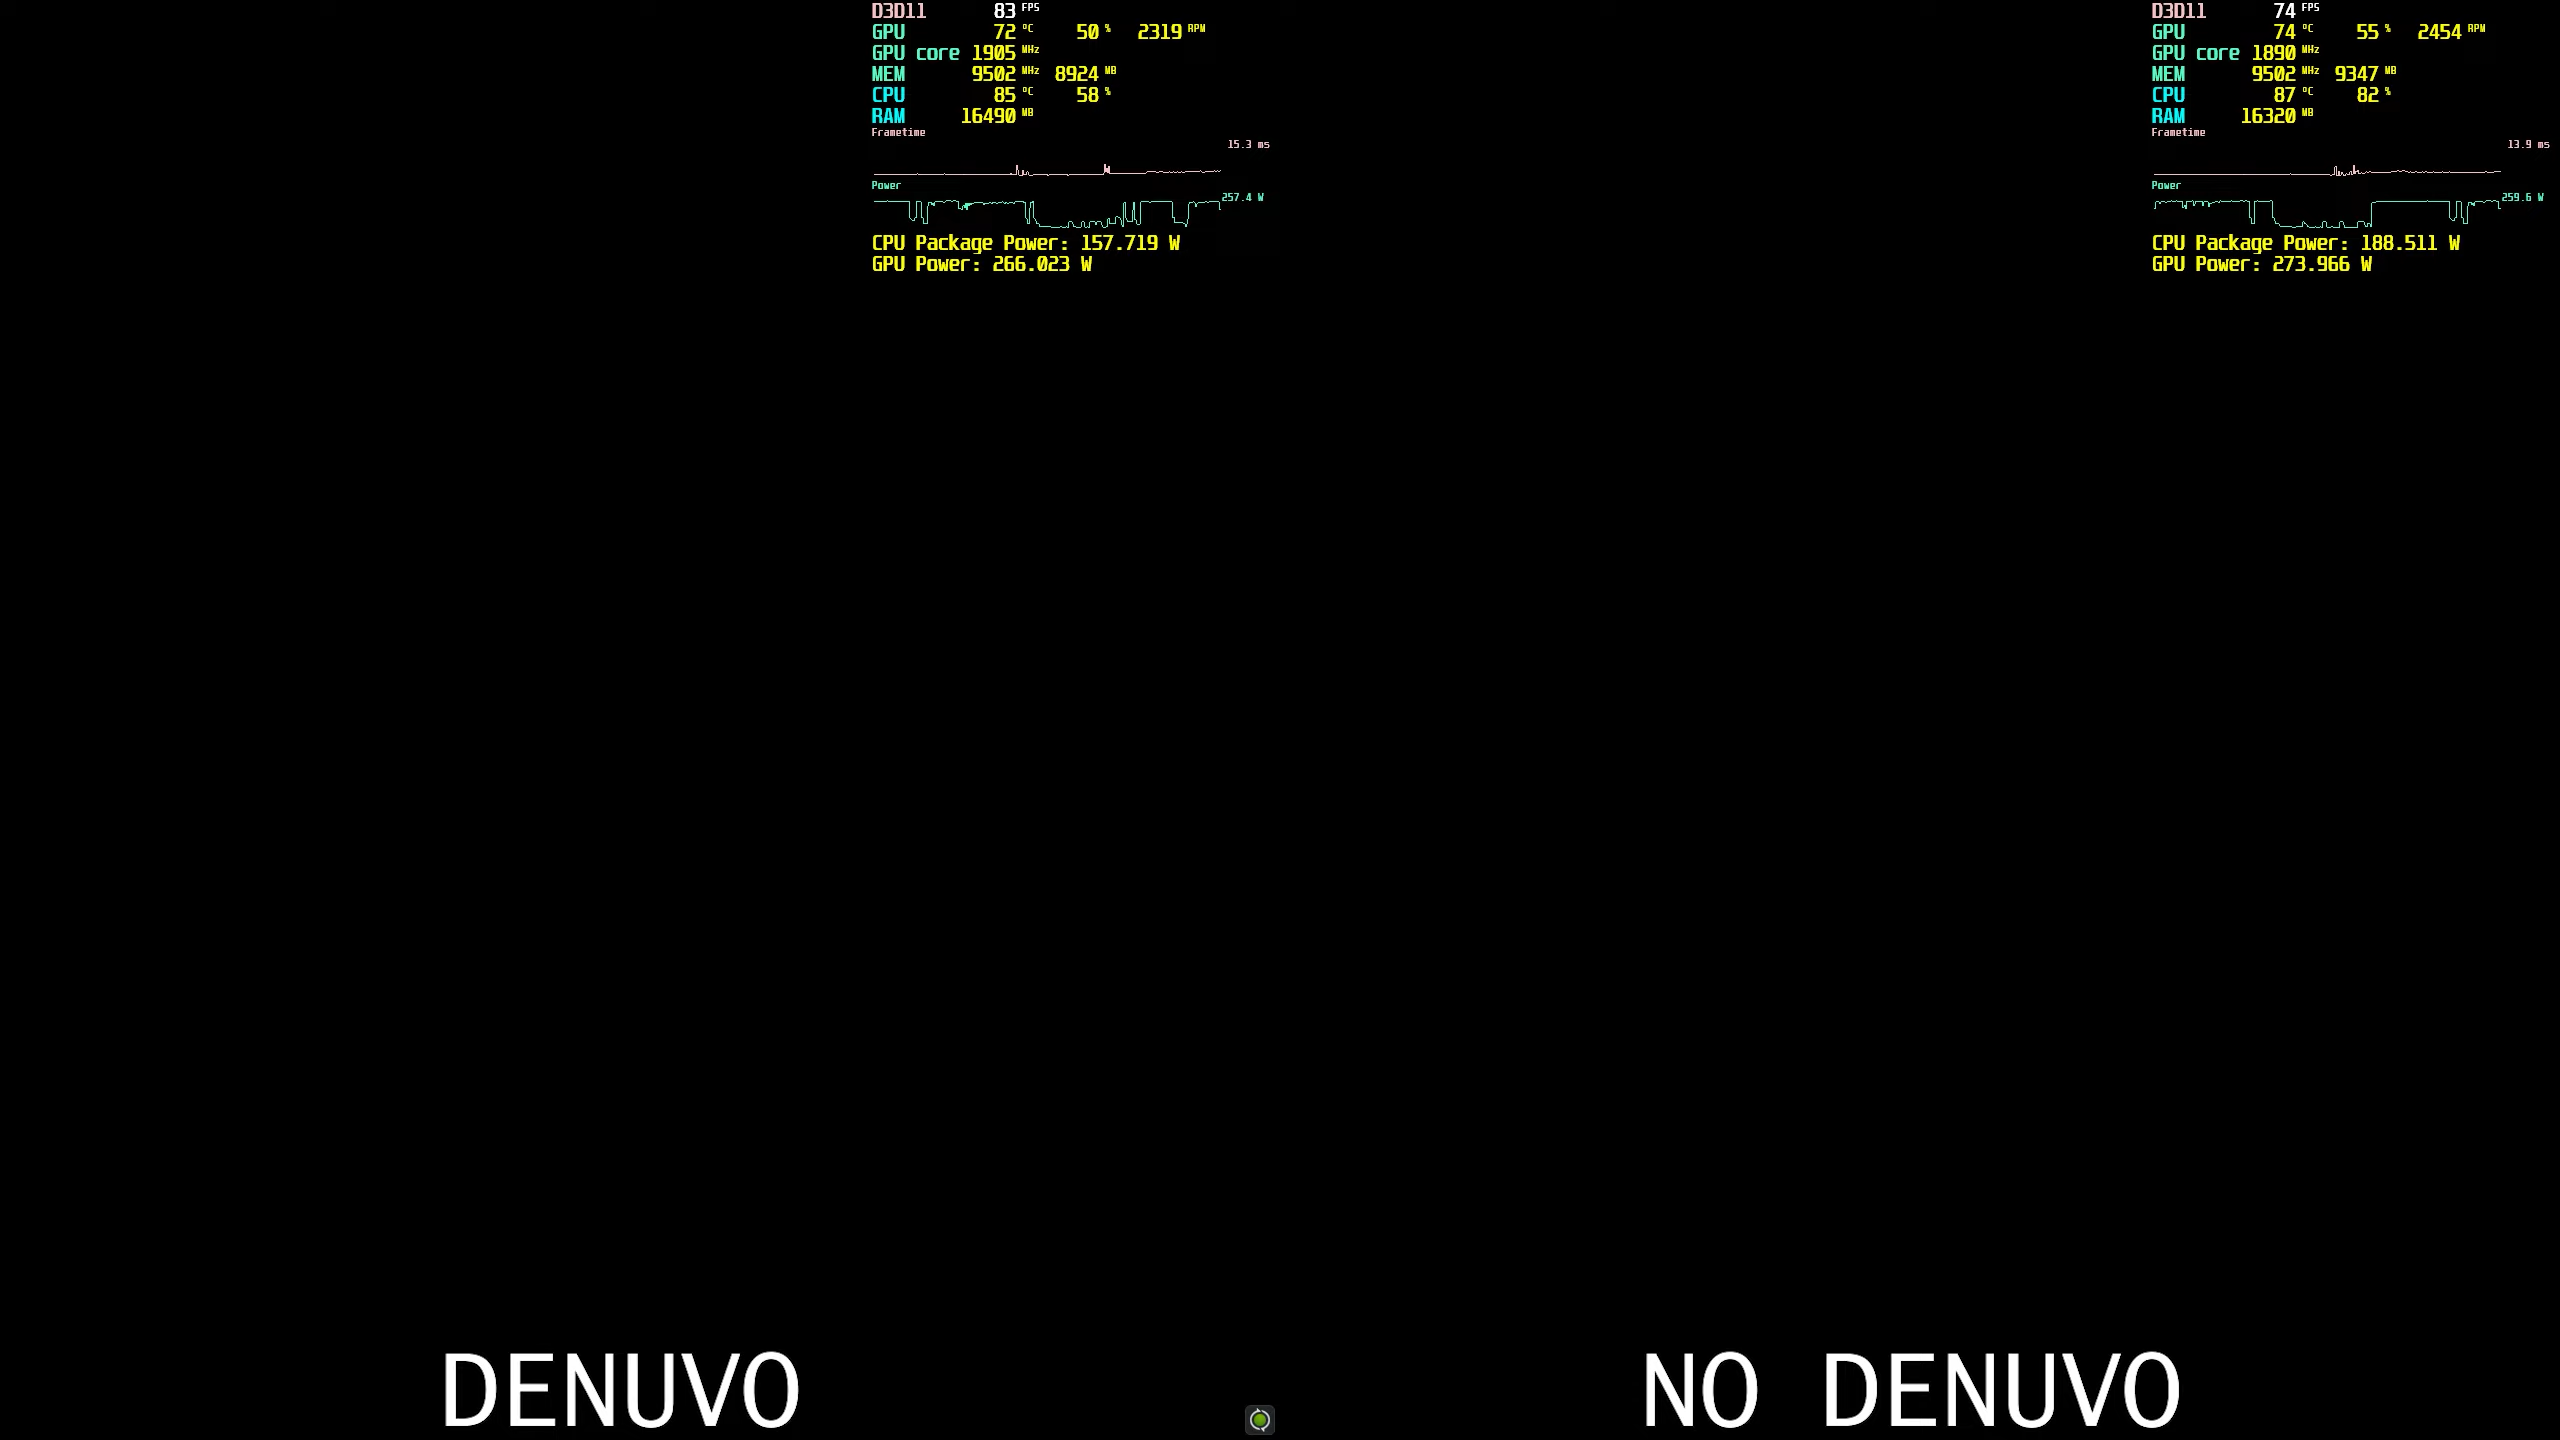 D3D11 83 FPS
GPU 72 °C 50 % 2319 RPM
GPU core 1905 MHz
MEM 9502 MHz 8924 MB
CPU 85 °C 58 %
RAM 16490 MB
Frametime
15.3 ms
Power
257.4 W
CPU Package Power: 157.719 W
GPU Power: 266.023 W
DENUVO
D3D11 74 FPS
GPU 74 °C 55 % 2454 RPM
GPU core 1890 MHz
MEM 9502 MHz 9347 MB
CPU 87 °C 82 %
RAM 16320 MB
Frametime
13.9 ms
Power
259.6 W
CPU Package Power: 188.511 W
GPU Power: 273.966 W
NO DENUVO